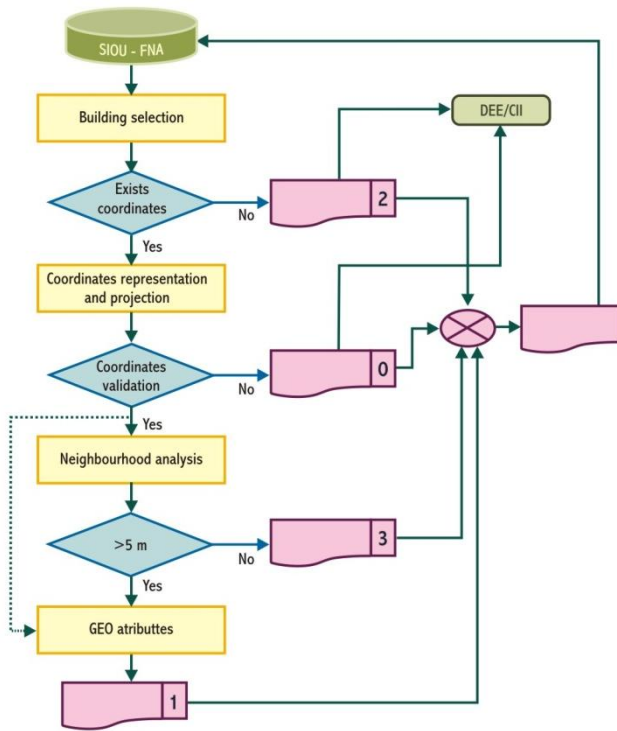 SIOU - FNA
Building selection
DEE/CII
Exists
coordinates
No
2
Yes
Coordinates representation
and projection
Coordinates
validation
No
0
Yes
Neighbourhood analysis
>5 m
No
3
Yes
GEO atributtes
1